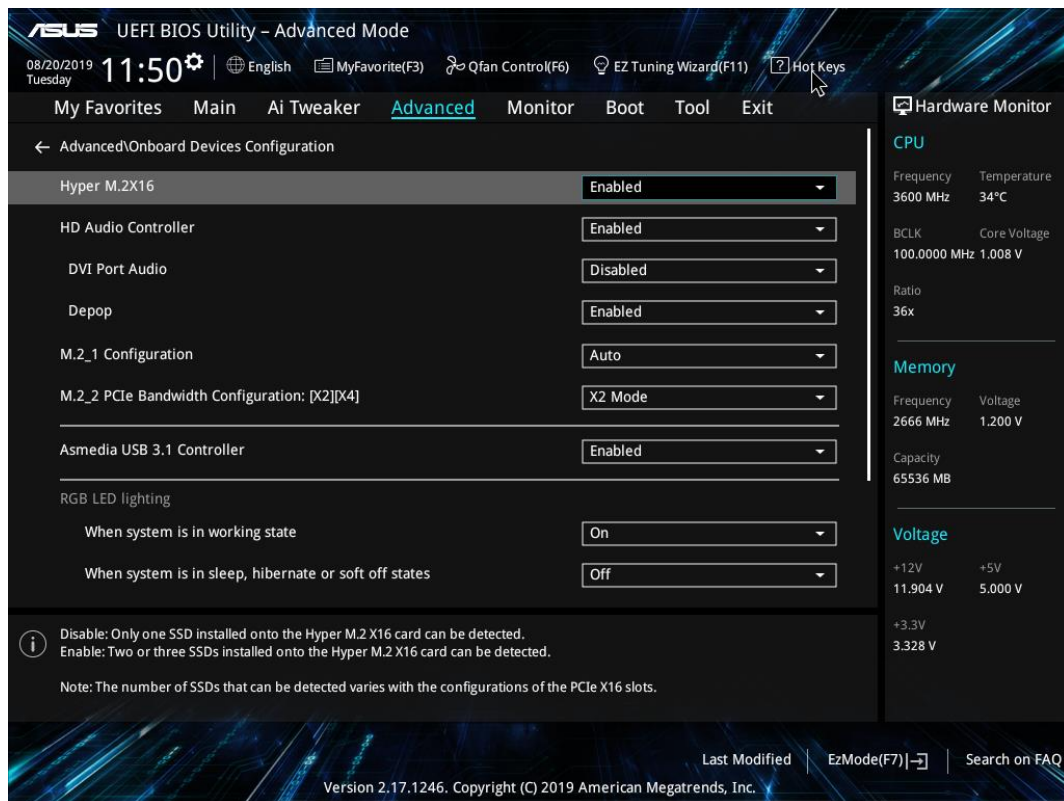 ASUS UEFI BIOS Utility – Advanced Mode
08/20/2019
Tuesday
11:50
English
MyFavorite(F3)
Qfan Control(F6)
EZ Tuning Wizard(F11)
? Hot Keys
My Favorites Main Ai Tweaker Advanced Monitor Boot Tool Exit
Advanced\Onboard Devices Configuration
Hyper M.2X16 Enabled
HD Audio Controller Enabled
DVI Port Audio Disabled
Depop Enabled
M.2_1 Configuration Auto
M.2_2 PCIe Bandwidth Configuration: [X2][X4] X2 Mode
Asmedia USB 3.1 Controller Enabled
RGB LED lighting
When system is in working state On
When system is in sleep, hibernate or soft off states Off
Disable: Only one SSD installed onto the Hyper M.2 X16 card can be detected.
Enable: Two or three SSDs installed onto the Hyper M.2 X16 card can be detected.
Note: The number of SSDs that can be detected varies with the configurations of the PCIe X16 slots.
Hardware Monitor
CPU
Frequency Temperature
3600 MHz 34°C
BCLK Core Voltage
100.0000 MHz 1.008 V
Ratio
36x
Memory
Frequency Voltage
2666 MHz 1.200 V
Capacity
65536 MB
Voltage
+12V +5V
11.904 V 5.000 V
+3.3V
3.328 V
Last Modified
EzMode(F7)
Search on FAQ
Version 2.17.1246. Copyright (C) 2019 American Megatrends, Inc.